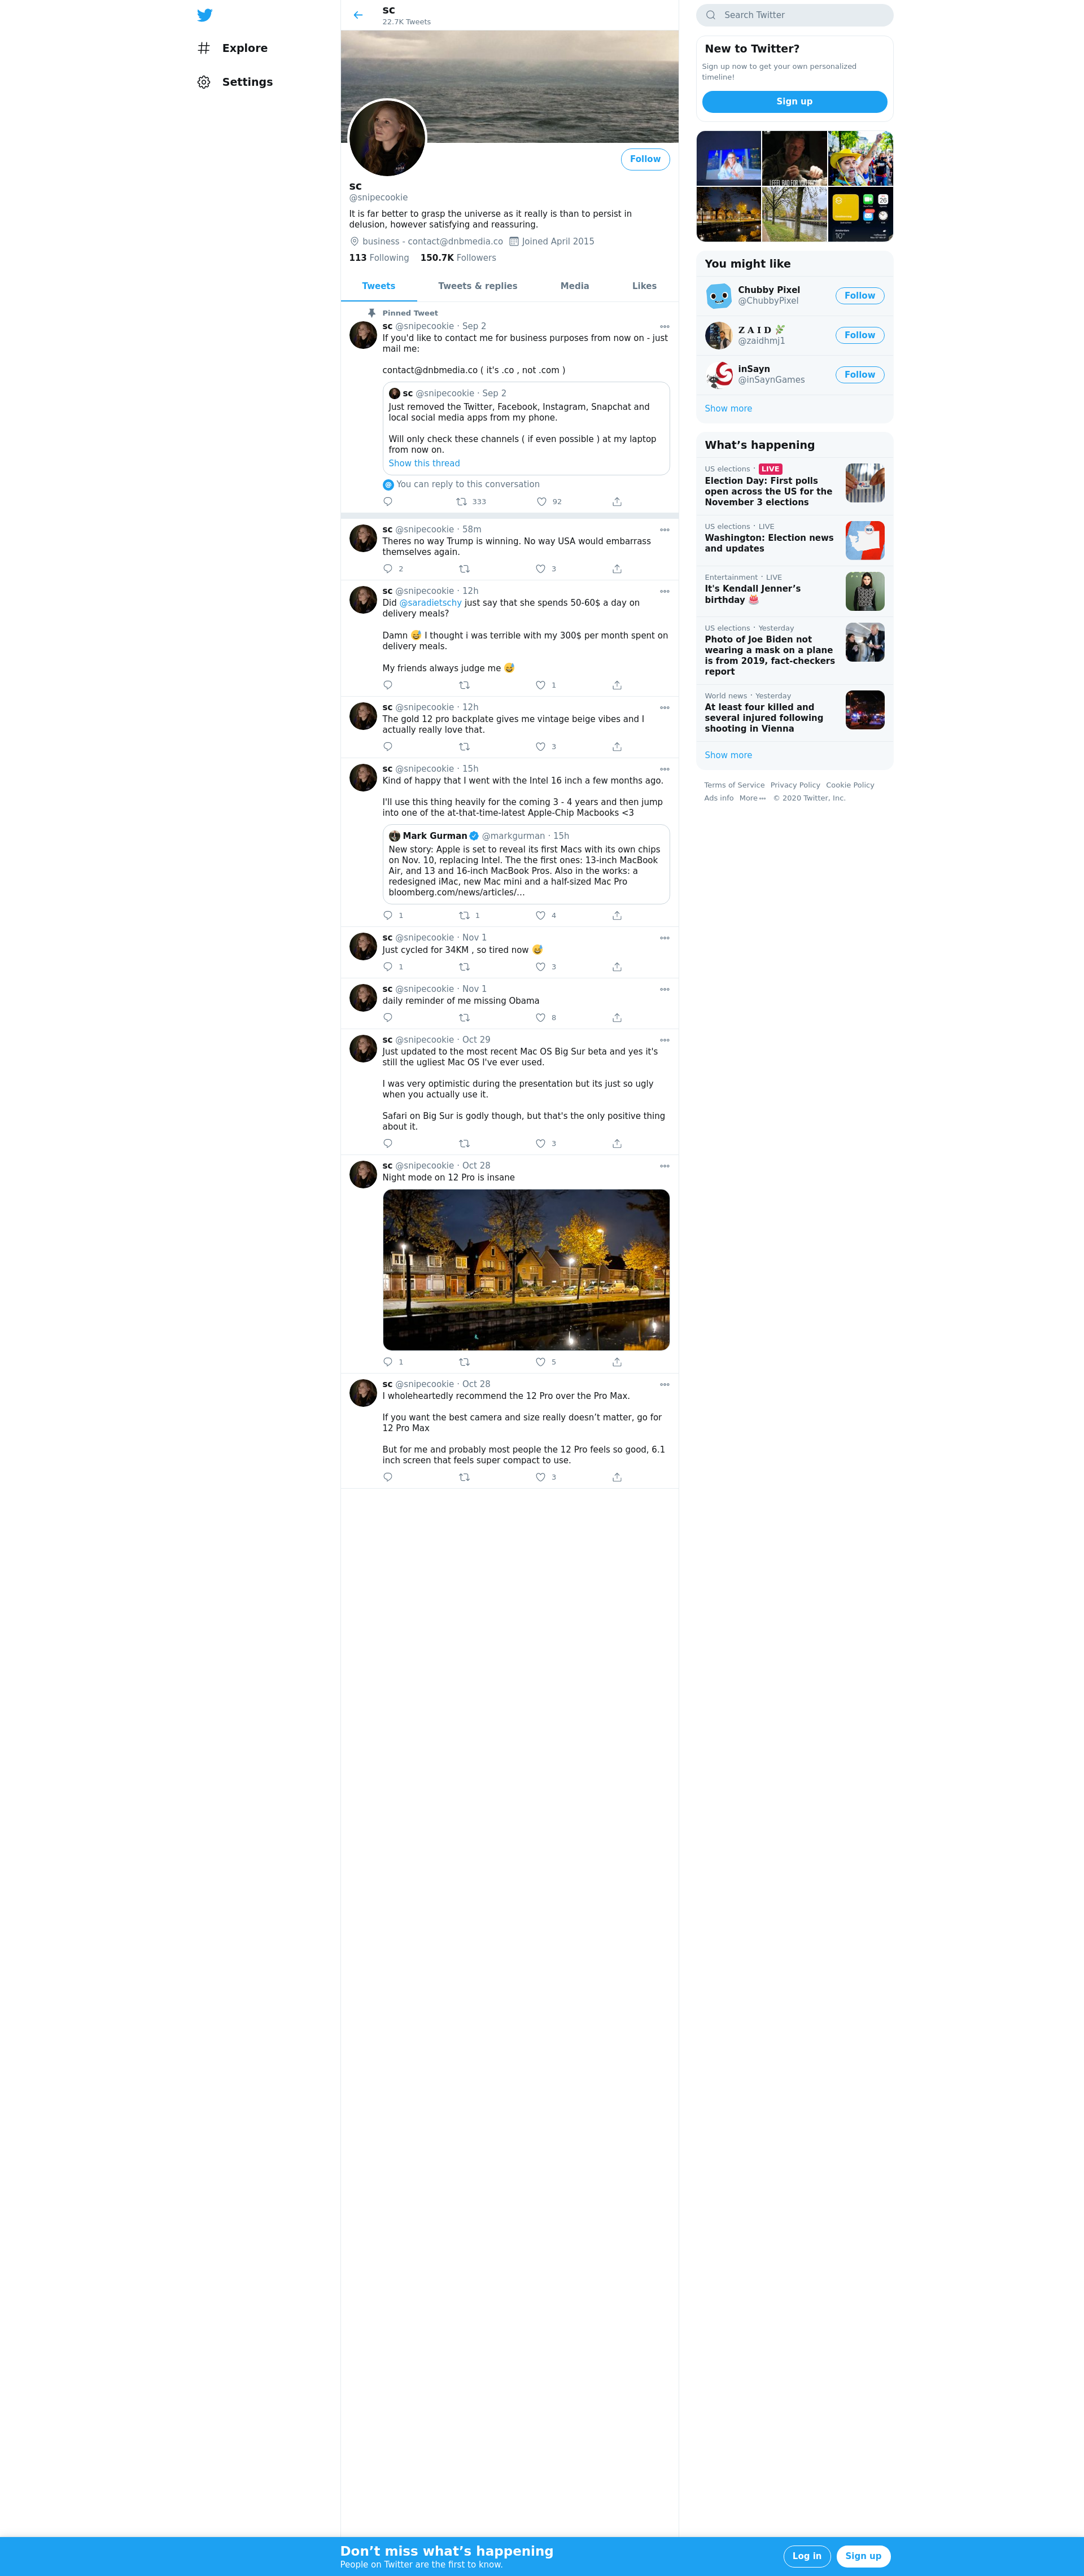 Explore
Settings
sc
22.7K Tweets
Follow
sc
@snipecookie
It is far better to grasp the universe as it really is than to persist in
delusion, however satisfying and reassuring.
business - contact@dnbmedia.co Joined April 2015
113 Following 150.7K Followers
Tweets Tweets & replies Media Likes
Pinned Tweet
sc @snipecookie · Sep 2
If you'd like to contact me for business purposes from now on - just
mail me:
contact@dnbmedia.co ( it's .co , not .com )
sc @snipecookie · Sep 2
Just removed the Twitter, Facebook, Instagram, Snapchat and
local social media apps from my phone.
Will only check these channels ( if even possible ) at my laptop
from now on.
Show this thread
You can reply to this conversation
333 92
sc @snipecookie · 58m
Theres no way Trump is winning. No way USA would embarrass
themselves again.
2 3
sc @snipecookie · 12h
Did @saradietschy just say that she spends 50-60$ a day on
delivery meals?
Damn 😅 I thought i was terrible with my 300$ per month spent on
delivery meals.
My friends always judge me 😅
1
sc @snipecookie · 12h
The gold 12 pro backplate gives me vintage beige vibes and I
actually really love that.
3
sc @snipecookie · 15h
Kind of happy that I went with the Intel 16 inch a few months ago.
I'll use this thing heavily for the coming 3 - 4 years and then jump
into one of the at-that-time-latest Apple-Chip Macbooks <3
Mark Gurman @markgurman · 15h
New story: Apple is set to reveal its first Macs with its own chips
on Nov. 10, replacing Intel. The the first ones: 13-inch MacBook
Air, and 13 and 16-inch MacBook Pros. Also in the works: a
redesigned iMac, new Mac mini and a half-sized Mac Pro
bloomberg.com/news/articles/…
1 1 4
sc @snipecookie · Nov 1
Just cycled for 34KM , so tired now 😅
1 3
sc @snipecookie · Nov 1
daily reminder of me missing Obama
8
sc @snipecookie · Oct 29
Just updated to the most recent Mac OS Big Sur beta and yes it's
still the ugliest Mac OS I've ever used.
I was very optimistic during the presentation but its just so ugly
when you actually use it.
Safari on Big Sur is godly though, but that's the only positive thing
about it.
3
sc @snipecookie · Oct 28
Night mode on 12 Pro is insane
1 5
sc @snipecookie · Oct 28
I wholeheartedly recommend the 12 Pro over the Pro Max.
If you want the best camera and size really doesn’t matter, go for
12 Pro Max
But for me and probably most people the 12 Pro feels so good, 6.1
inch screen that feels super compact to use.
3
Search Twitter
New to Twitter?
Sign up now to get your own personalized
timeline!
Sign up
You might like
Chubby Pixel
@ChubbyPixel
Follow
𝐙 𝐀 𝐈 𝐃 🌿
@zaidhmj1
Follow
inSayn
@inSaynGames
Follow
Show more
What’s happening
US elections · LIVE
Election Day: First polls
open across the US for the
November 3 elections
US elections · LIVE
Washington: Election news
and updates
Entertainment · LIVE
It's Kendall Jenner’s
birthday 🎂
US elections · Yesterday
Photo of Joe Biden not
wearing a mask on a plane
is from 2019, fact-checkers
report
World news · Yesterday
At least four killed and
several injured following
shooting in Vienna
Show more
Terms of Service Privacy Policy Cookie Policy
Ads info More ••• © 2020 Twitter, Inc.
Don’t miss what’s happening
People on Twitter are the first to know.
Log in
Sign up